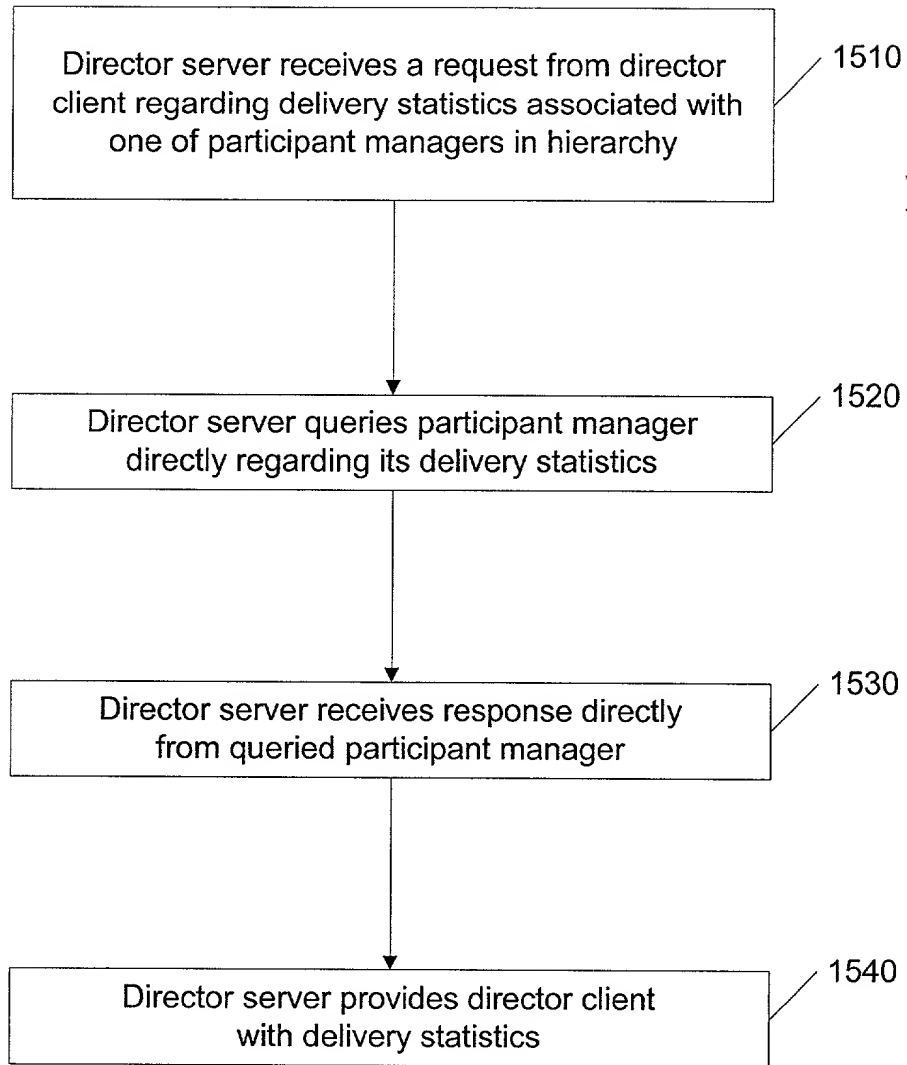 Director server receives a request from director
1510
client regarding delivery statistics associated with
one of participant managers in hierarchy
1520
Director server queries participant manager
directly regarding its delivery statistics
1530
Director server receives response directly
from queried participant manager
1540
Director server provides director client
with delivery statistics